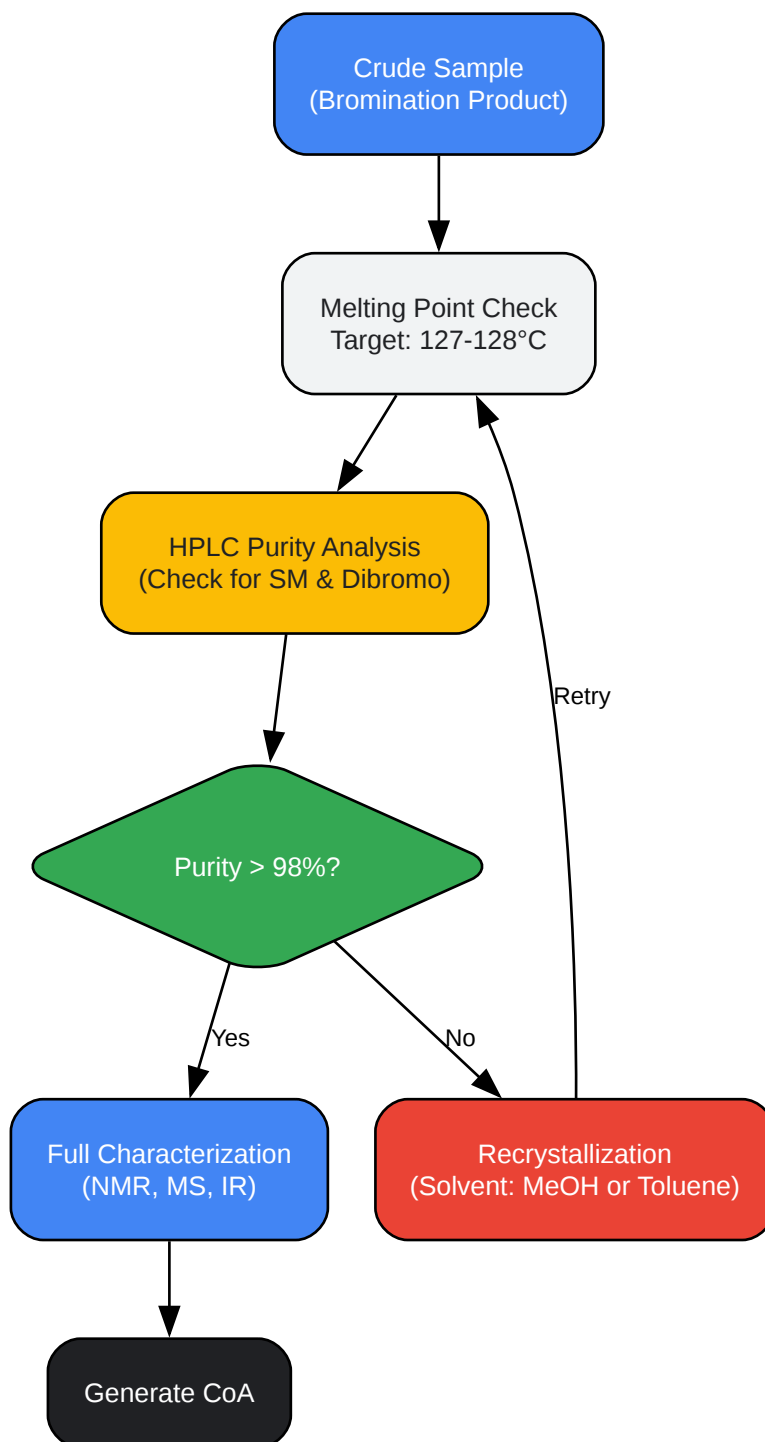 Crude Sample
(Bromination Product)
Melting Point Check
Target: 127-128°C
HPLC Purity Analysis
(Check for SM & Dibromo)
Retry
Purity > 98%?
Yes
No
Full Characterization
(NMR, MS, IR)
Recrystallization
(Solvent: MeOH or Toluene)
Generate CoA